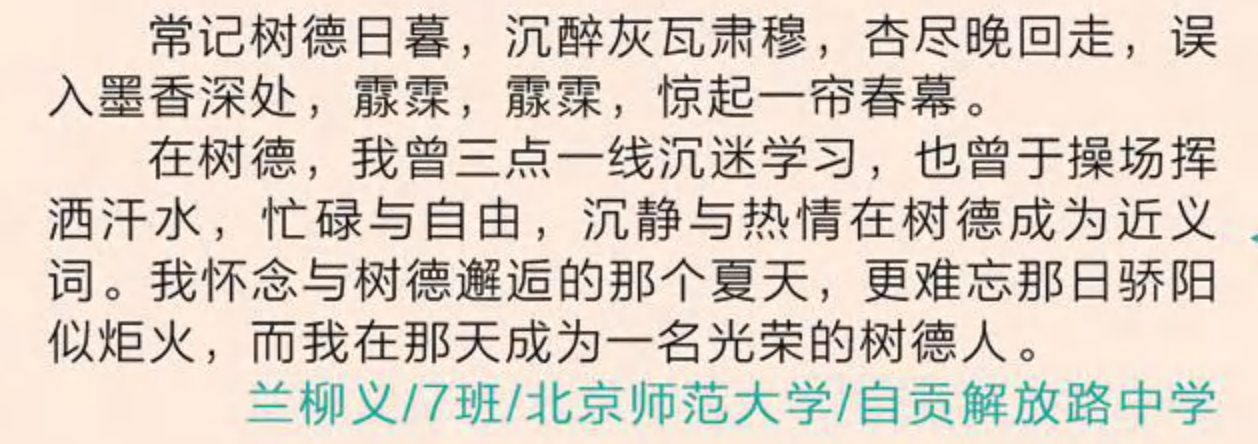 常记树德日暮，沉醉灰瓦肃穆，杏尽晚回走，误
入墨香深处，霡霂，霡霂，惊起一帘春幕。
在树德，我曾三点一线沉迷学习，也曾于操场挥
洒汗水，忙碌与自由，沉静与热情在树德成为近义
词。我怀念与树德邂逅的那个夏天，更难忘那日骄阳
似炬火，而我在那天成为一名光荣的树德人。
兰柳义/7班/北京师范大学/自贡解放路中学